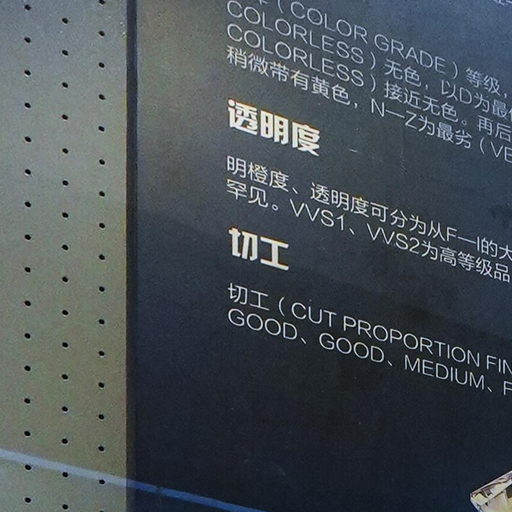 (COLOR GRADE）等级，
COLORLESS）无色，以D为最
COLORLESS）接近无色。再后
稍微带有黄色，N—Z为最劣（VE
透明度
明橙度、透明度可分为从F—I的大
罕见。VVS1、VVS2为高等级品
切工
切工（CUT PROPORTION FIN
GOOD、GOOD、MEDIUM、F